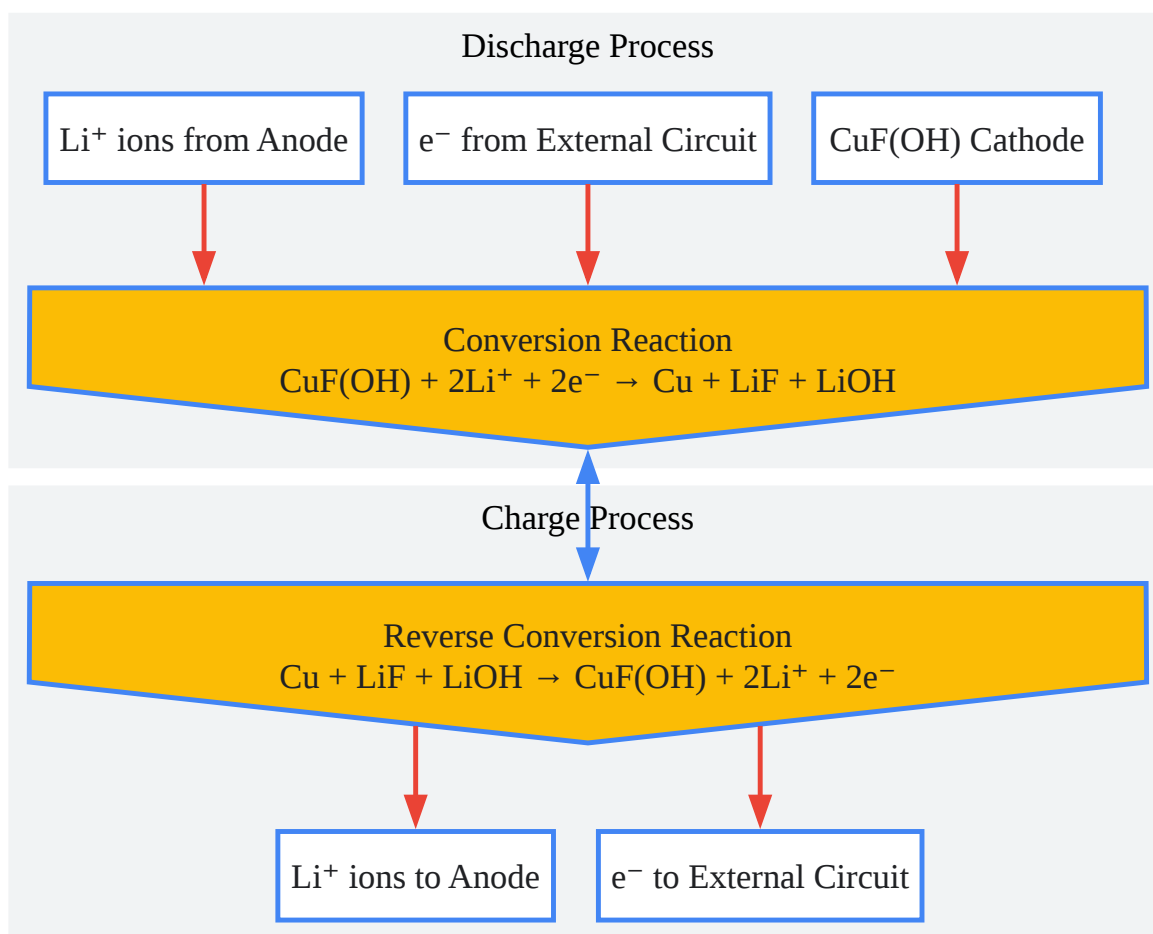 Discharge Process
Li⁺ ions from Anode
e⁻ from External Circuit
CuF(OH) Cathode
Conversion Reaction
CuF(OH) + 2Li⁺ + 2e⁻ → Cu + LiF + LiOH
Charge Process
Reverse Conversion Reaction
Cu + LiF + LiOH → CuF(OH) + 2Li⁺ + 2e⁻
Li⁺ ions to Anode
e⁻ to External Circuit